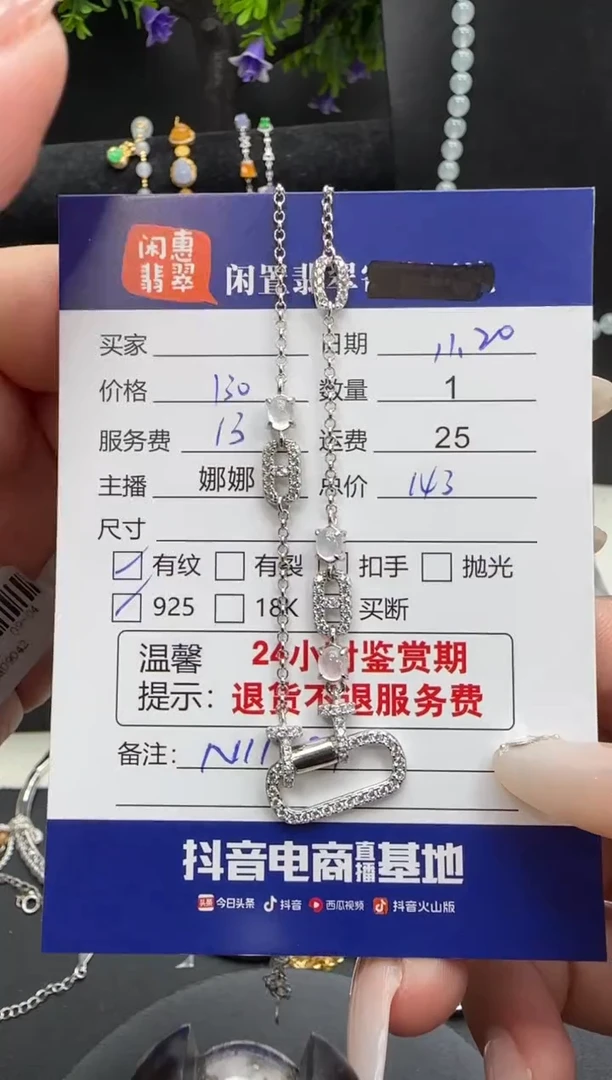 闲惠
翡翠
闲置翡翠
买家
日期 11.20
价格 130
数量 1
服务费 13
运费 25
主播 娜娜
总价 143
尺寸
有纹 有裂 扣手 抛光
925 18K 买断
温馨 24小时鉴赏期
提示: 退货不退服务费
备注:
抖音电商直播基地
头条 今日头条 抖音 西瓜视频 抖音火山版